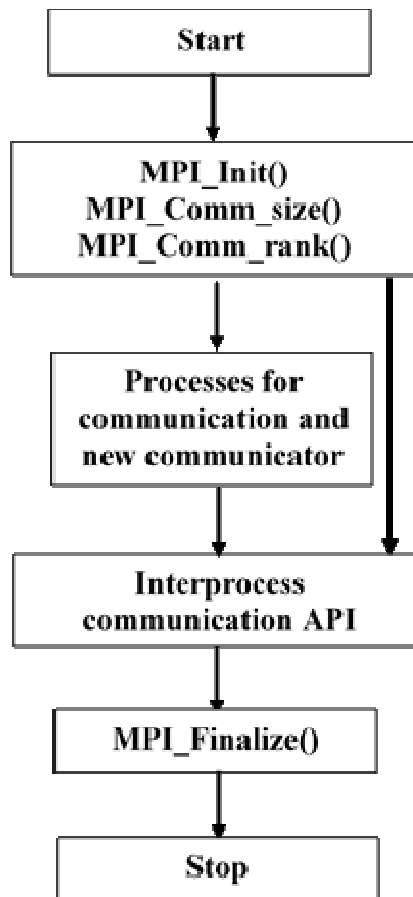 Start
MPI_Init()
MPI_Comm_size()
MPI_Comm_rank()
Processes for
communication and
new communicator
Interprocess
communication API
MPI_Finalize()
Stop